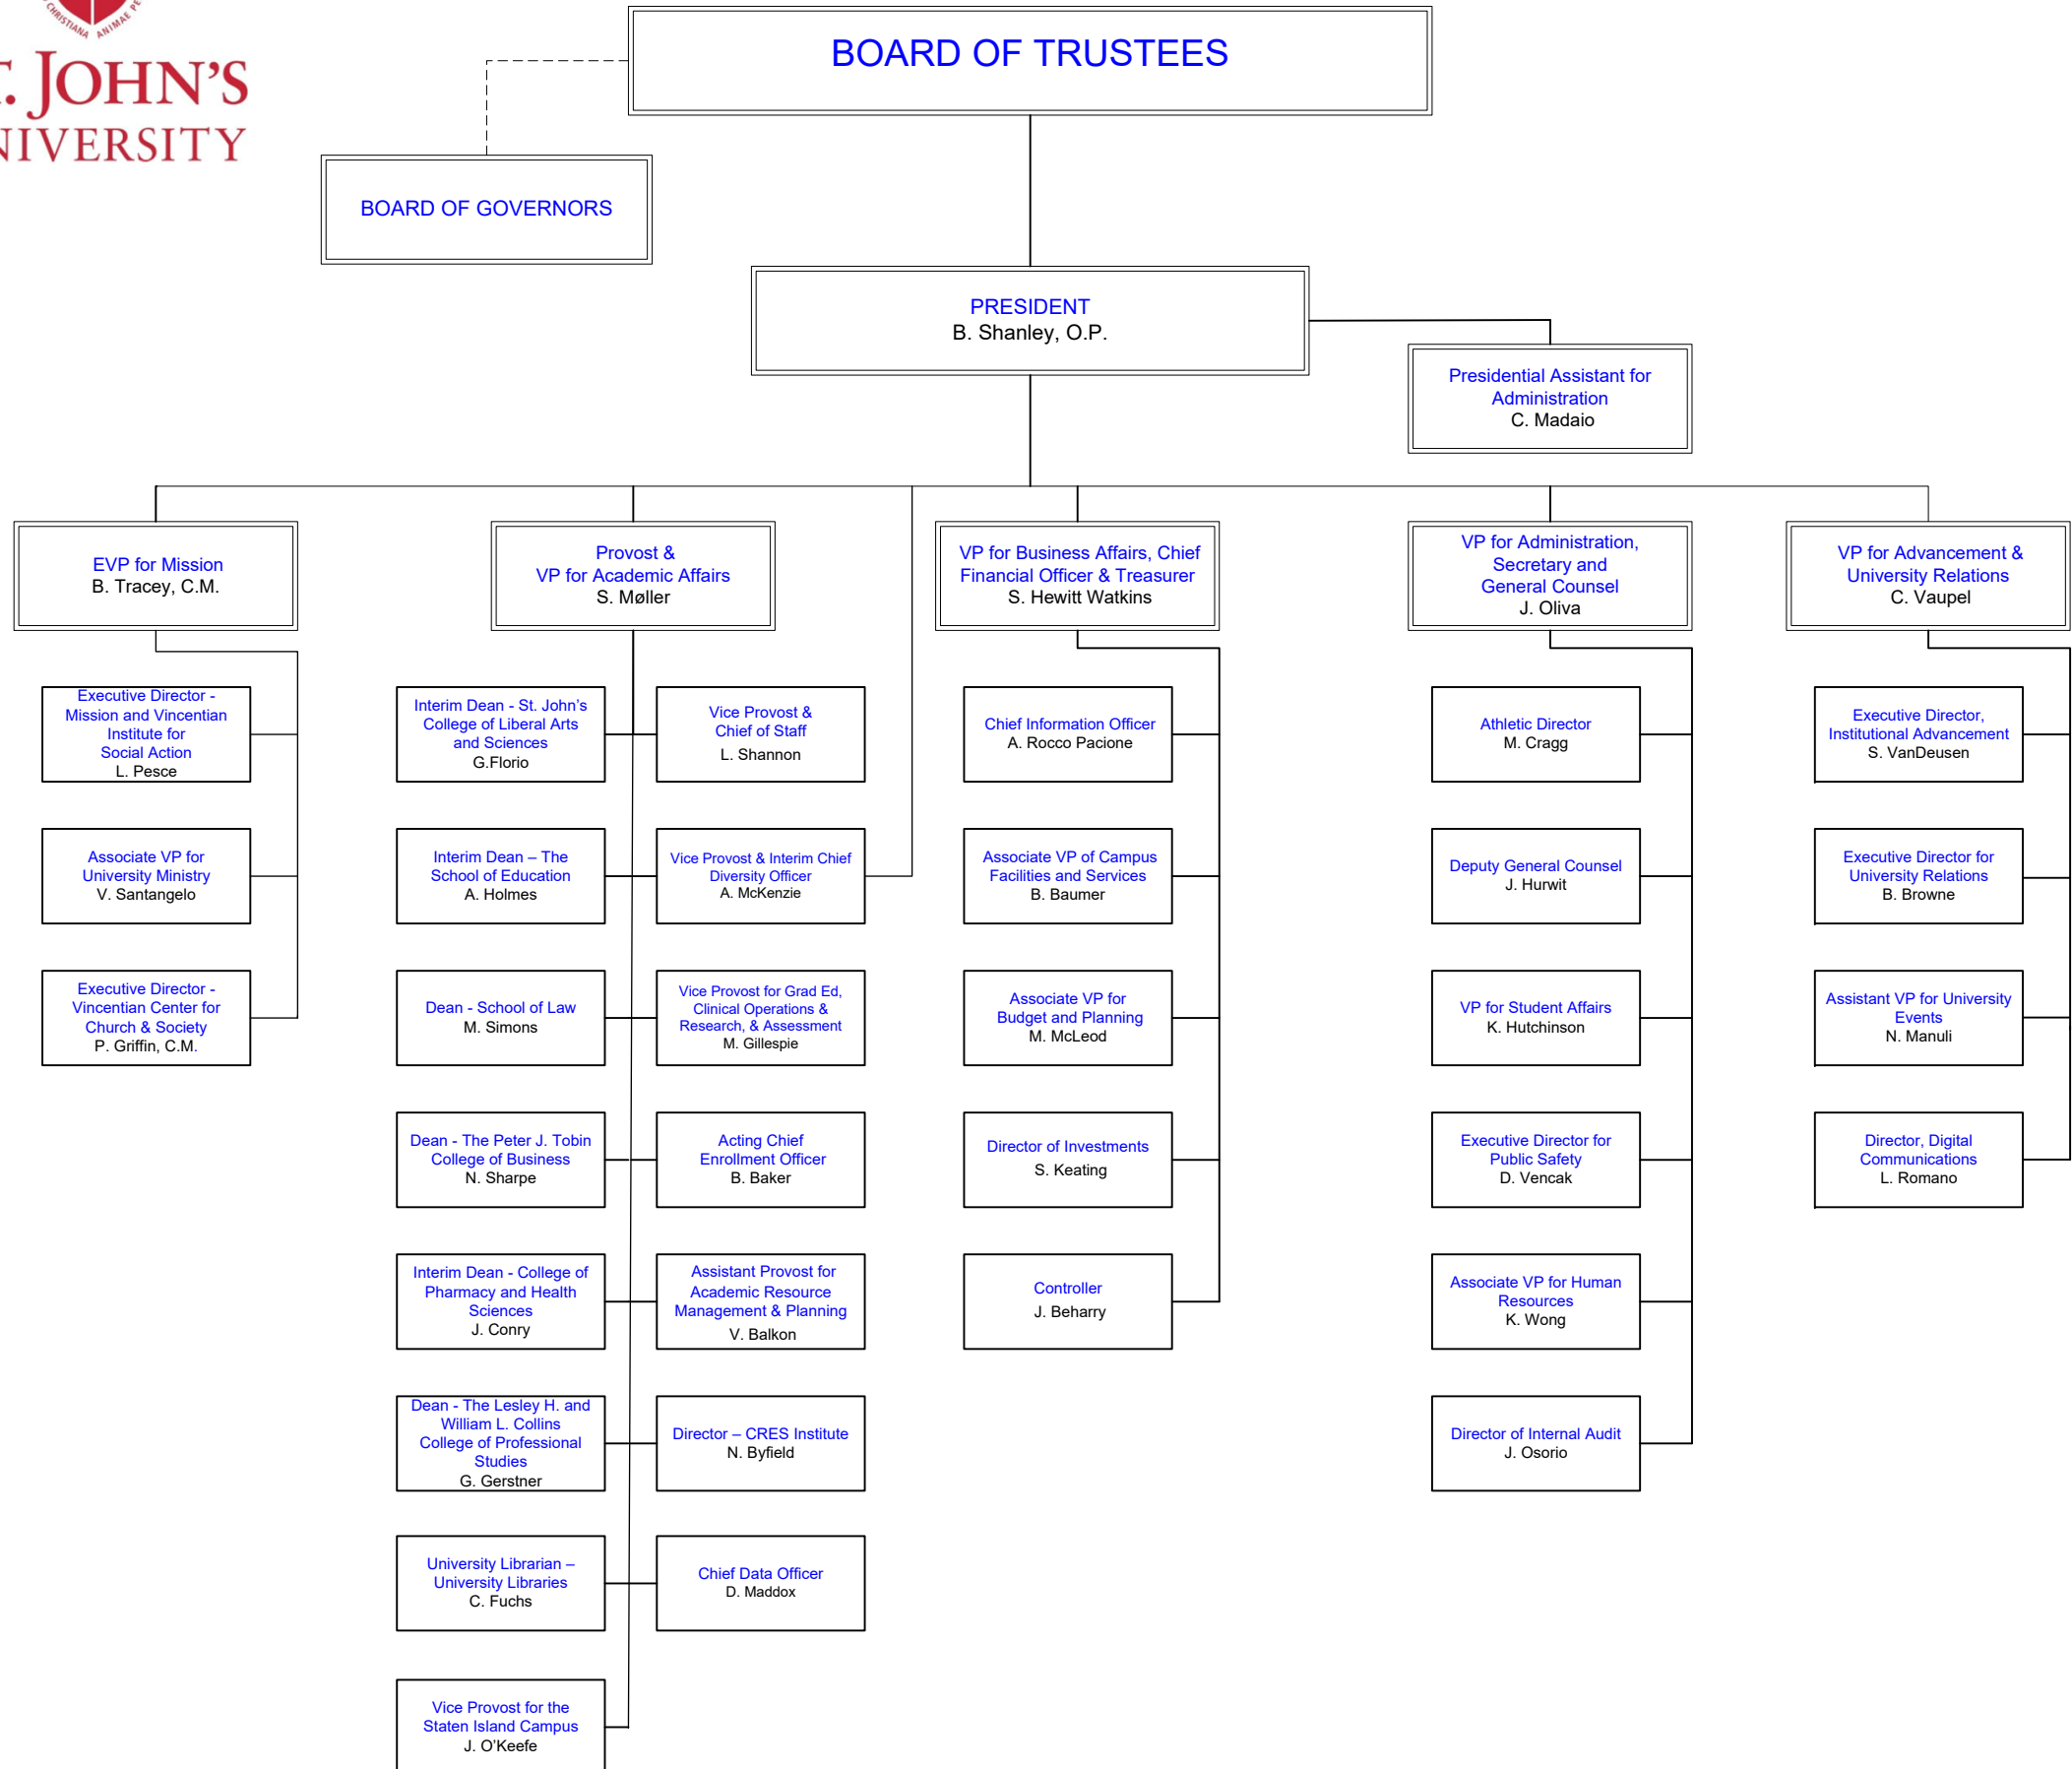 CHRISTIANA ANIMAE
JOHN'S
BOARD OF TRUSTEES
BOARD OF GOVERNORS
PRESIDENT
B. Shanley, O.P.
Presidential Assistant for
Administration
C. Madaio
EVP for Mission
B. Tracey, C.M.
Provost &
VP for Academic Affairs
S. Møller
VP for Business Affairs, Chief
Financial Officer & Treasurer
S. Hewitt Watkins
VP for Administration,
Secretary and
General Counsel
J. Oliva
VP for Advancement &
University Relations
C. Vaupel
Executive Director -
Mission and Vincentian
Institute for
Social Action
L. Pesce
Associate VP for
University Ministry
V. Santangelo
Executive Director -
Vincentian Center for
Church & Society
P. Griffin, C.M.
Interim Dean - St. John’s
College of Liberal Arts
and Sciences
G.Florio
Interim Dean – The
School of Education
A. Holmes
Dean - School of Law
M. Simons
Dean - The Peter J. Tobin
College of Business
N. Sharpe
Interim Dean - College of
Pharmacy and Health
Sciences
J. Conry
Dean - The Lesley H. and
William L. Collins
College of Professional
Studies
G. Gerstner
University Librarian –
University Libraries
C. Fuchs
Vice Provost for the
Staten Island Campus
J. O’Keefe
Vice Provost &
Chief of Staff
L. Shannon
Vice Provost & Interim Chief
Diversity Officer
A. McKenzie
Vice Provost for Grad Ed,
Clinical Operations &
Research, & Assessment
M. Gillespie
Acting Chief
Enrollment Officer
B. Baker
Assistant Provost for
Academic Resource
Management & Planning
V. Balkon
Director – CRES Institute
N. Byfield
Chief Data Officer
D. Maddox
Chief Information Officer
A. Rocco Pacione
Associate VP of Campus
Facilities and Services
B. Baumer
Associate VP for
Budget and Planning
M. McLeod
Director of Investments
S. Keating
Controller
J. Beharry
Athletic Director
M. Cragg
Deputy General Counsel
J. Hurwit
VP for Student Affairs
K. Hutchinson
Executive Director for
Public Safety
D. Vencak
Associate VP for Human
Resources
K. Wong
Director of Internal Audit
J. Osorio
Executive Director,
Institutional Advancement
S. VanDeusen
Executive Director for
University Relations
B. Browne
Assistant VP for University
Events
N. Manuli
Director, Digital
Communications
L. Romano